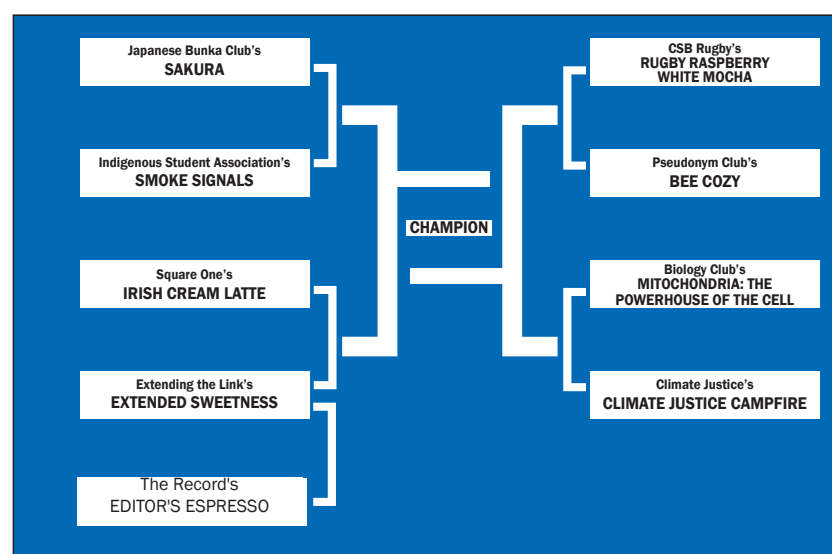 Japanese Bunka Club’s
SAKURA
Indigenous Student Association’s
SMOKE SIGNALS
Square One’s
IRISH CREAM LATTE
Extending the Link’s
EXTENDED SWEETNESS
The Record's
EDITOR'S ESPRESSO
CHAMPION
CSB Rugby’s
RUGBY RASPBERRY
WHITE MOCHA
Pseudonym Club’s
BEE COZY
Biology Club’s
MITOCHONDRIA: THE
POWERHOUSE OF THE CELL
Climate Justice’s
CLIMATE JUSTICE CAMPFIRE